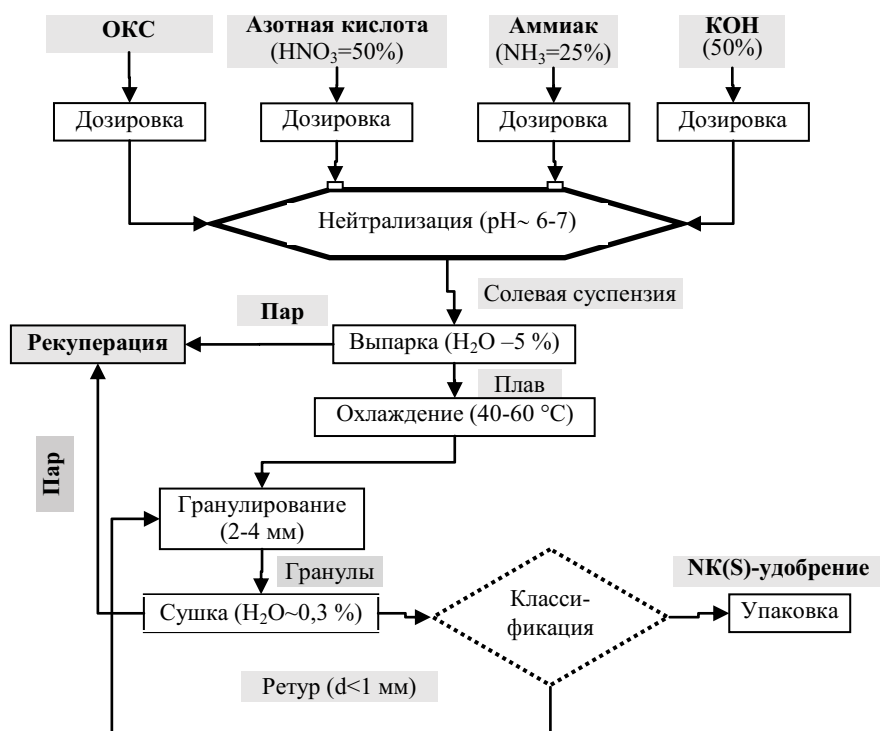 ОКС
Азотная кислота
(HNO₃=50%)
Аммиак
(NH₃=25%)
КОН
(50%)
Дозировка
Дозировка
Дозировка
Дозировка
Нейтрализация (рН~ 6-7)
Солевая суспензия
Пар
Рекуперация
Выпарка (H₂O –5 %)
Плав
Охлаждение (40-60 °С)
Пар
Гранулирование
(2-4 мм)
Гранулы
NK(S)-удобрение
Сушка (H₂O~0,3 %)
Класси-
фикация
Упаковка
Ретур (d<1 мм)